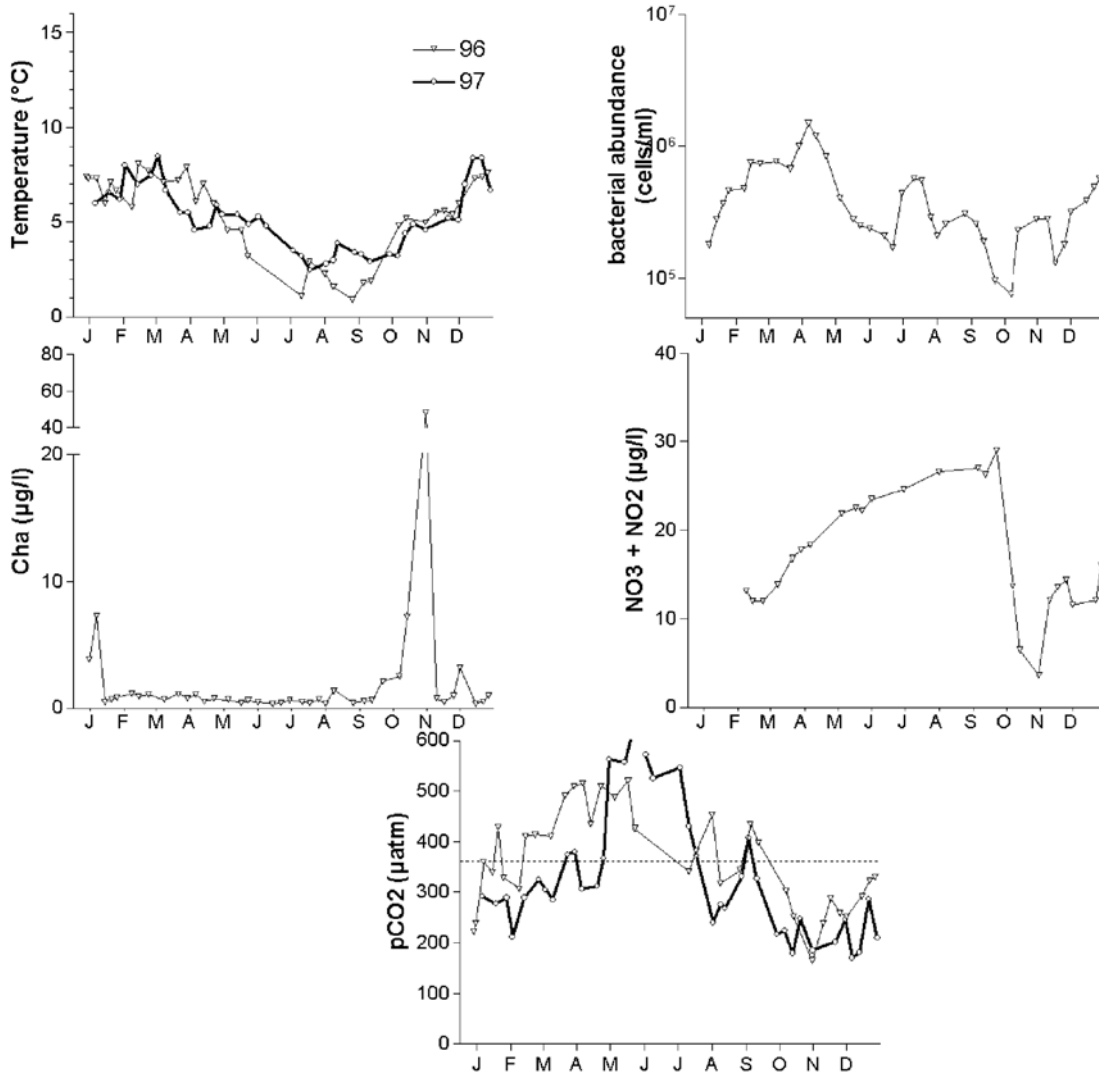 Temperature (°C)
15
10
5
0
96
97
J F M A M J J A S O N D
bacterial abundance
(cells/ml)
10⁷
10⁶
10⁵
J F M A M J J A S O N D
Cha (µg/l)
80
60
40
20
10
0
J F M A M J J A S O N D
NO3 + NO2 (µg/l)
40
30
20
10
0
J F M A M J J A S O N D
pCO2 (µatm)
600
500
400
300
200
100
0
J F M A M J J A S O N D